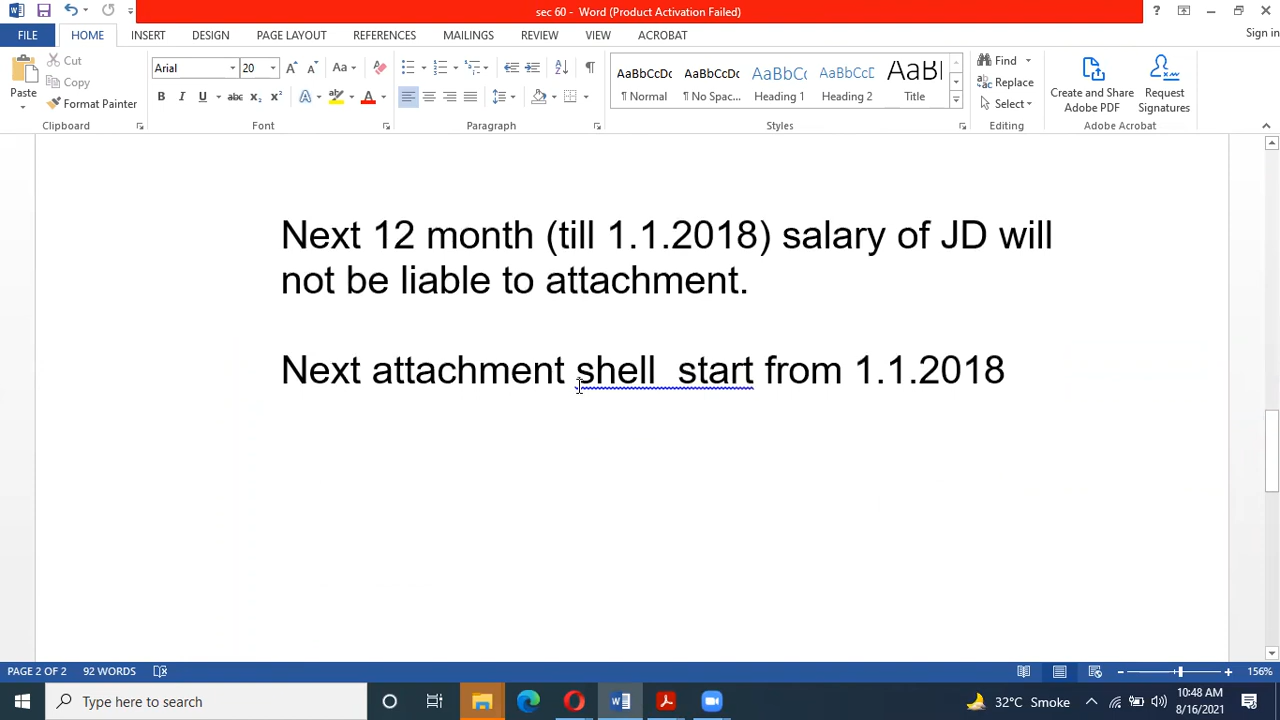 sec 60 - Word (Product Activation Failed)
FILE HOME INSERT DESIGN PAGE LAYOUT REFERENCES MAILINGS REVIEW VIEW ACROBAT Sign in
Paste Cut Copy Format Painter
Arial 20
AaBbCcDc AaBbCcDc AaBbCc AaBbCcD AaBI
¶ Normal ¶ No Spac... Heading 1 Heading 2 Title
Find Replace Select
Create and Share Adobe PDF Request Signatures
Clipboard Font Paragraph Styles Editing Adobe Acrobat
Next 12 month (till 1.1.2018) salary of JD will
not be liable to attachment.
Next attachment shell  start from 1.1.2018
PAGE 2 OF 2 92 WORDS 156%
Type here to search 32°C Smoke 10:48 AM
8/16/2021